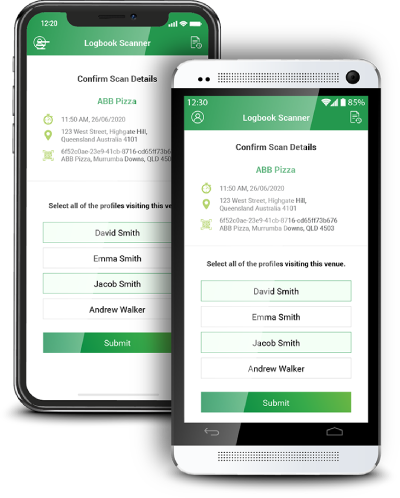 12:20
Logbook Scanner
Confirm Scan Details
ABB Pizza
11:50 AM, 26/06/2020
123 West Street, Highgate Hill,
Queensland Australia 4101
6f52c0ae-23e9-41cb-8716-cd65ff73b6
ABB Pizza, Murrumba Downs, QLD 450
Select all of the profiles visiting this ve
David Smith
Emma Smith
Jacob Smith
Andrew Walker
Submit
12:30
85%
Logbook Scanner
Confirm Scan Details
ABB Pizza
11:50 AM, 26/06/2020
123 West Street, Highgate Hill,
Queensland Australia 4101
6f52c0ae-23e9-41cb-8716-cd65ff73b676
ABB Pizza, Murrumba Downs, QLD 4503
Select all of the profiles visiting this venue.
David Smith
Emma Smith
Jacob Smith
Andrew Walker
Submit